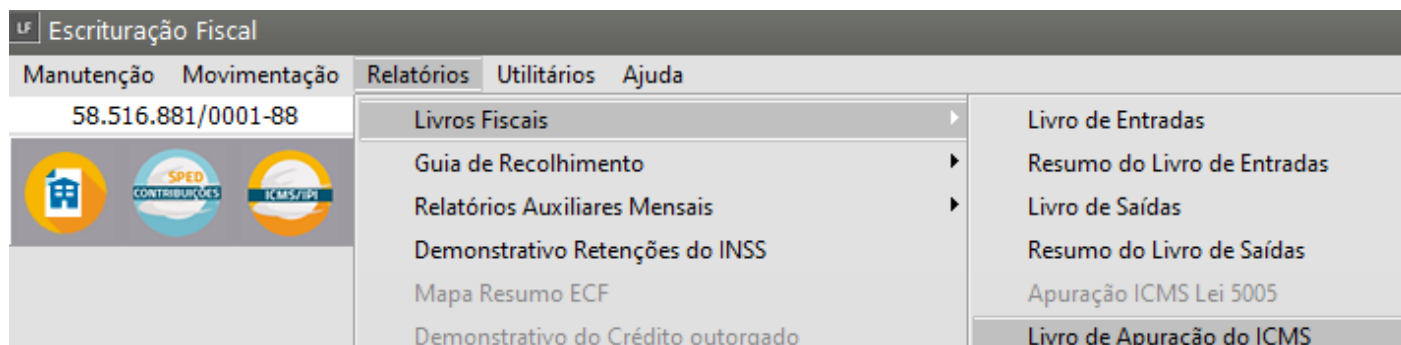 LF Escrituração Fiscal
Manutenção Movimentação Relatórios Utilitários Ajuda
58.516.881/0001-88
SPED
CONTRIBUIÇÕES
ICMS/IPI
Livros Fiscais
Guia de Recolhimento
Relatórios Auxiliares Mensais
Demonstrativo Retenções do INSS
Mapa Resumo ECF
Demonstrativo do Crédito outorgado
Livro de Entradas
Resumo do Livro de Entradas
Livro de Saídas
Resumo do Livro de Saídas
Apuração ICMS Lei 5005
Livro de Apuração do ICMS